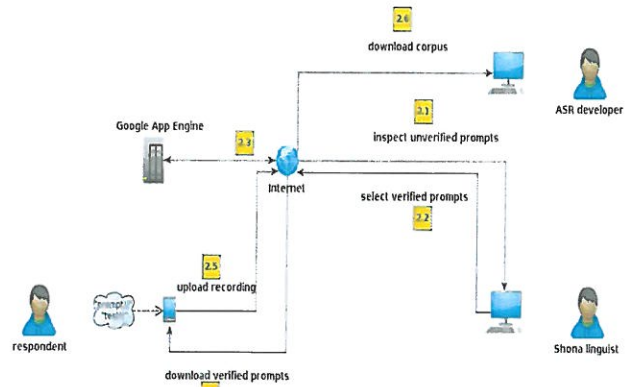 2.6
download corpus
ASR developer
2.1
inspect unverified prompts
Google App Engine
2.3
Internet
select verified prompts
2.2
2.5
upload recording
respondent
download verified prompts
Shona linguist